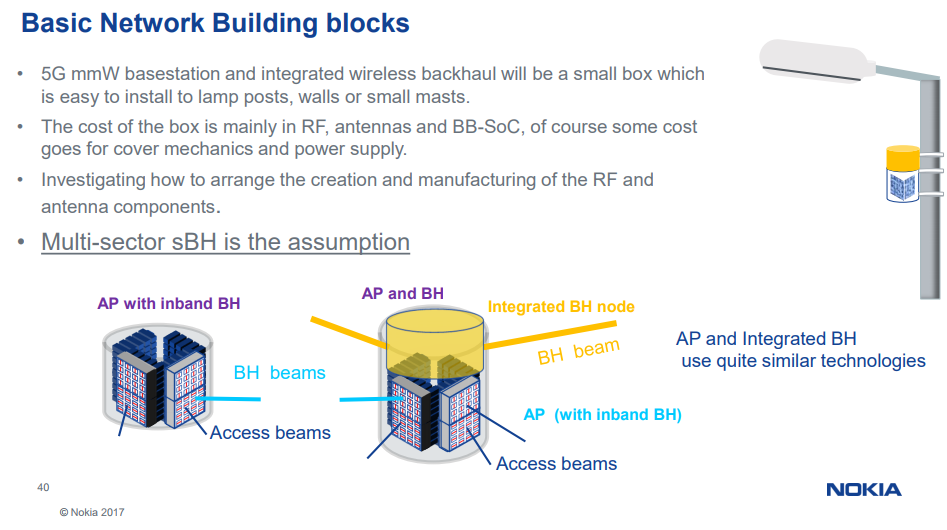 Basic Network Building blocks
• 5G mmW basestation and integrated wireless backhaul will be a small box which
is easy to install to lamp posts, walls or small masts.
• The cost of the box is mainly in RF, antennas and BB-SoC, of course some cost
goes for cover mechanics and power supply.
• Investigating how to arrange the creation and manufacturing of the RF and
antenna components.
• Multi-sector sBH is the assumption
AP with inband BH
AP and BH
Integrated BH node
BH beam
BH beams
AP (with inband BH)
Access beams
Access beams
AP and Integrated BH
use quite similar technologies
40
© Nokia 2017
NOKIA